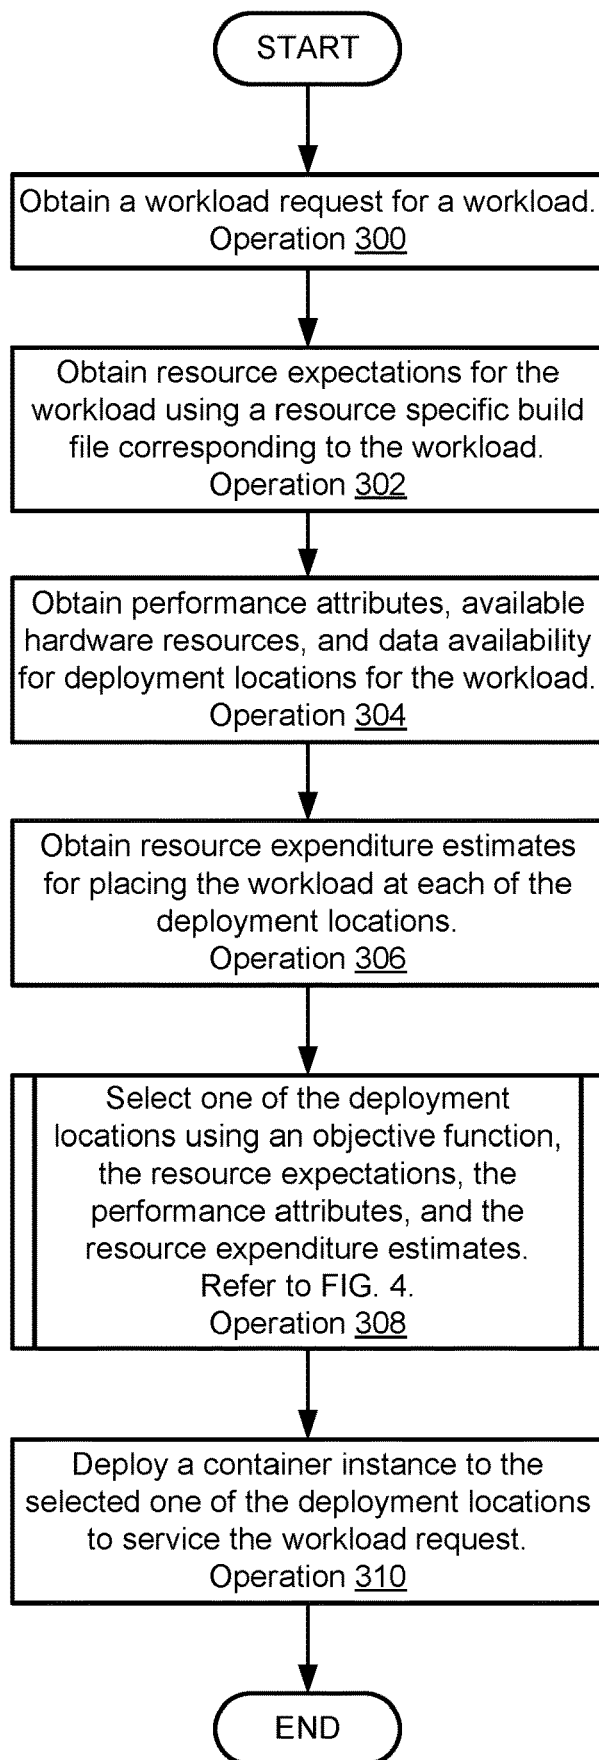 START
Obtain a workload request for a workload.
Operation 300
Obtain resource expectations for the
workload using a resource specific build
file corresponding to the workload.
Operation 302
Obtain performance attributes, available
hardware resources, and data availability
for deployment locations for the workload.
Operation 304
Obtain resource expenditure estimates
for placing the workload at each of the
deployment locations.
Operation 306
Select one of the deployment
locations using an objective function,
the resource expectations, the
performance attributes, and the
resource expenditure estimates.
Refer to FIG. 4.
Operation 308
Deploy a container instance to the
selected one of the deployment locations
to service the workload request.
Operation 310
END